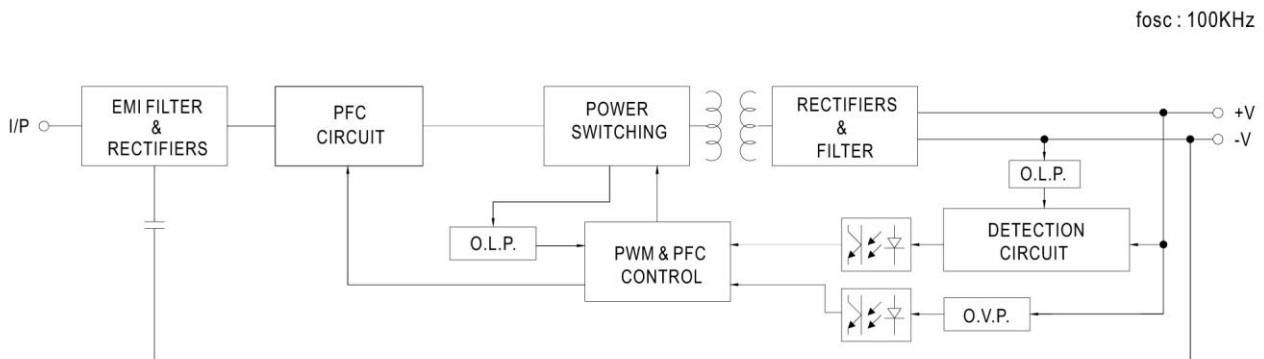 fosc : 100KHz
I/P
EMI FILTER
&
RECTIFIERS
PFC
CIRCUIT
POWER
SWITCHING
RECTIFIERS
&
FILTER
+V
-V
O.L.P.
O.L.P.
PWM & PFC
CONTROL
DETECTION
CIRCUIT
O.V.P.